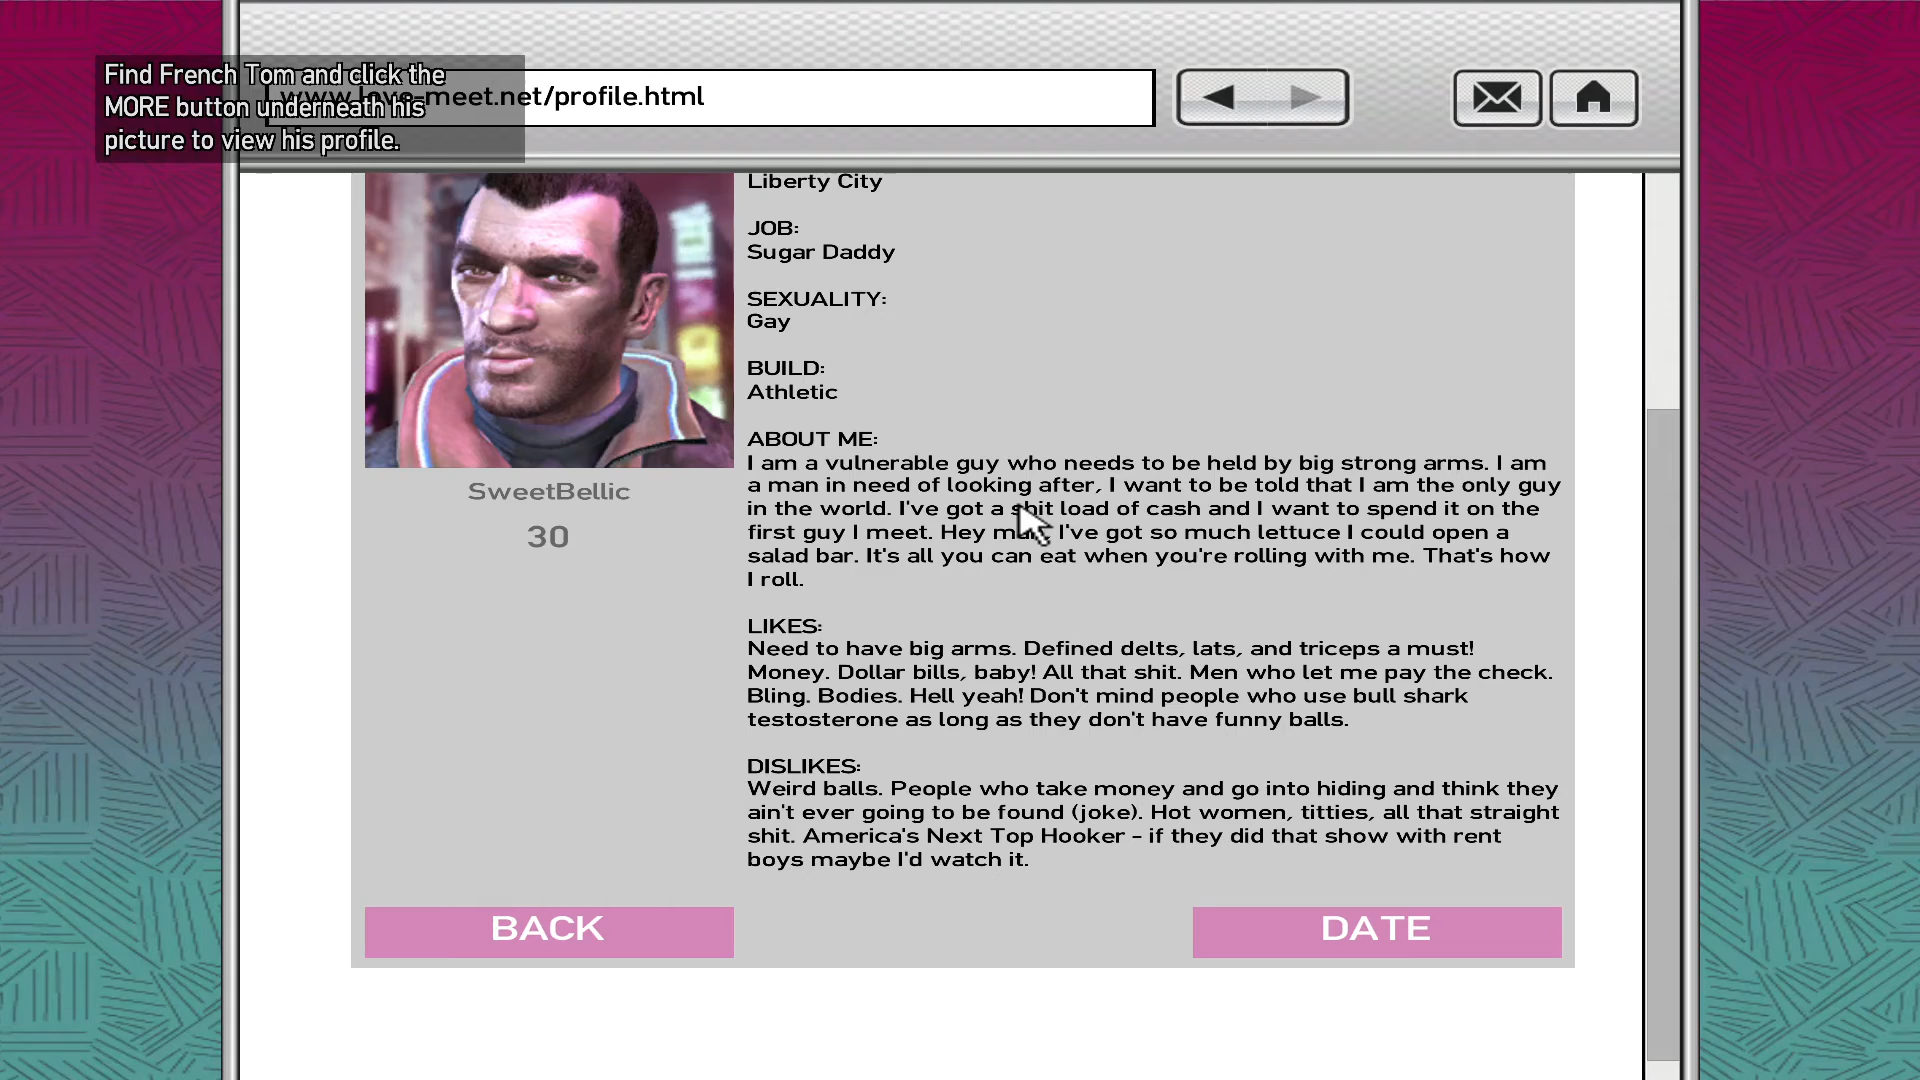 Find French Tom and click the
MORE button underneath his
picture to view his profile.
www.love-meet.net/profile.html
Liberty City
JOB:
Sugar Daddy
SEXUALITY:
Gay
BUILD:
Athletic
ABOUT ME:
I am a vulnerable guy who needs to be held by big strong arms. I am
a man in need of looking after, I want to be told that I am the only guy
in the world. I've got a shit load of cash and I want to spend it on the
first guy I meet. Hey man, I've got so much lettuce I could open a
salad bar. It's all you can eat when you're rolling with me. That's how
I roll.
LIKES:
Need to have big arms. Defined delts, lats, and triceps a must!
Money. Dollar bills, baby! All that shit. Men who let me pay the check.
Bling. Bodies. Hell yeah! Don't mind people who use bull shark
testosterone as long as they don't have funny balls.
DISLIKES:
Weird balls. People who take money and go into hiding and think they
ain't ever going to be found (joke). Hot women, titties, all that straight
shit. America's Next Top Hooker - if they did that show with rent
boys maybe I'd watch it.
SweetBellic
30
BACK
DATE